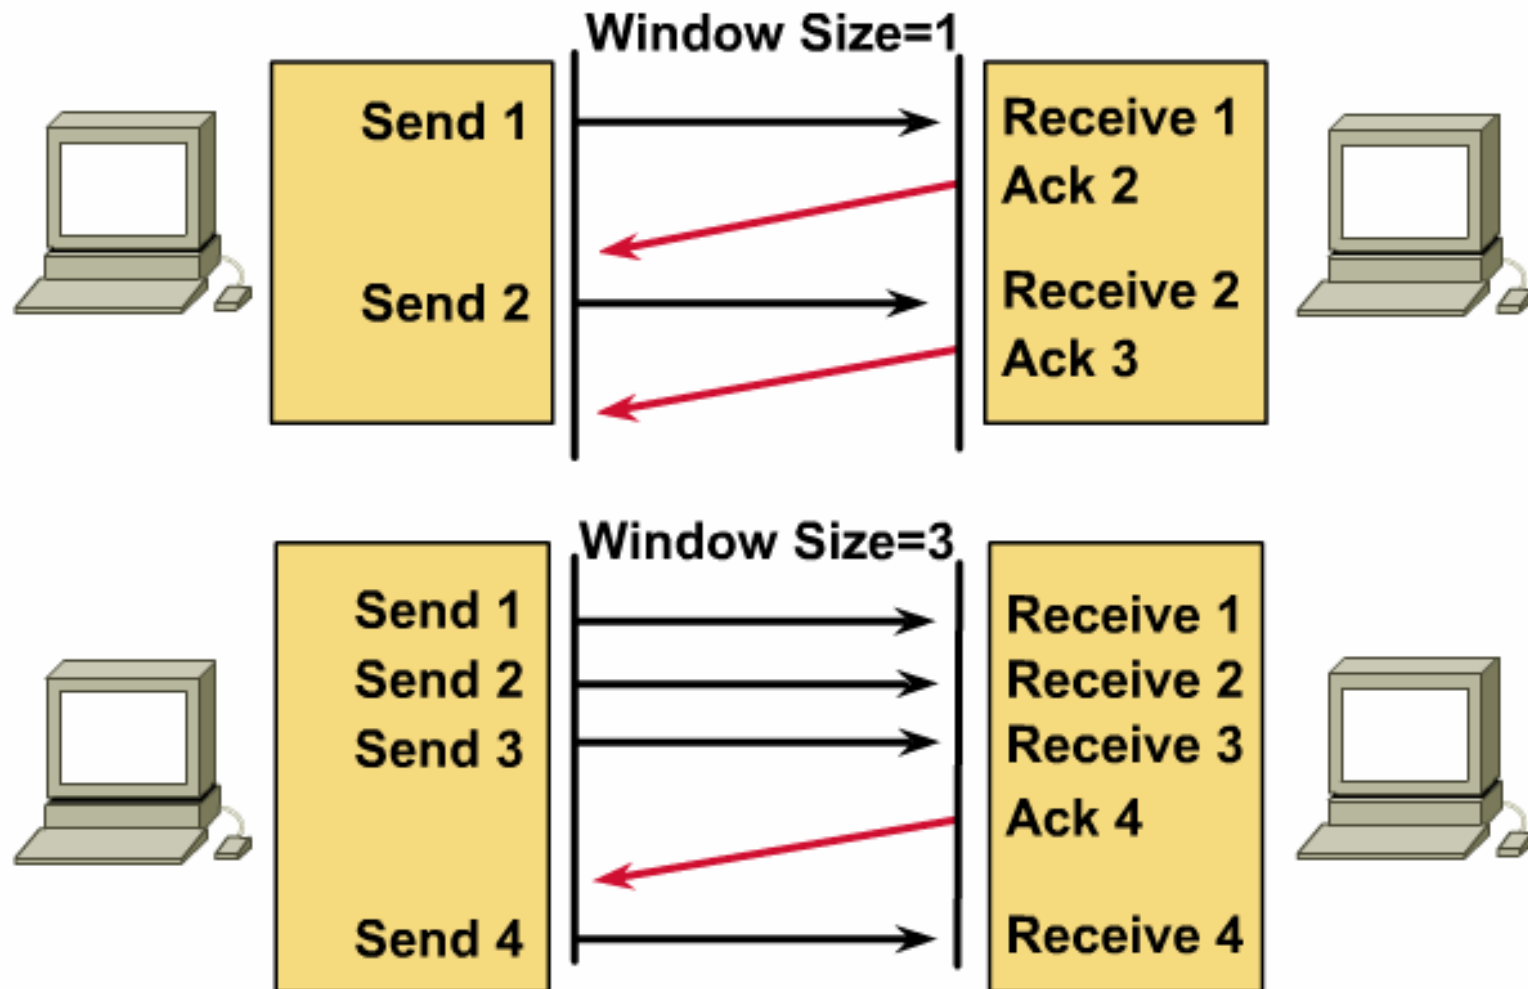 Window Size=1
Send 1
Receive 1
Ack 2
Send 2
Receive 2
Ack 3
Window Size=3
Send 1
Receive 1
Send 2
Receive 2
Send 3
Receive 3
Ack 4
Send 4
Receive 4